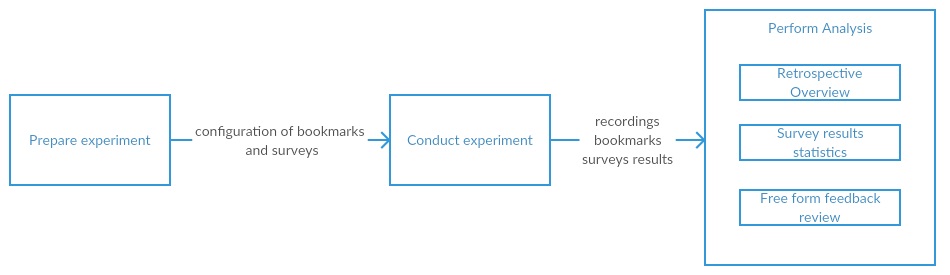 Prepare experiment
configuration of bookmarks
and surveys
Conduct experiment
recordings
bookmarks
surveys results
Perform Analysis
Retrospective
Overview
Survey results
statistics
Free form feedback
review